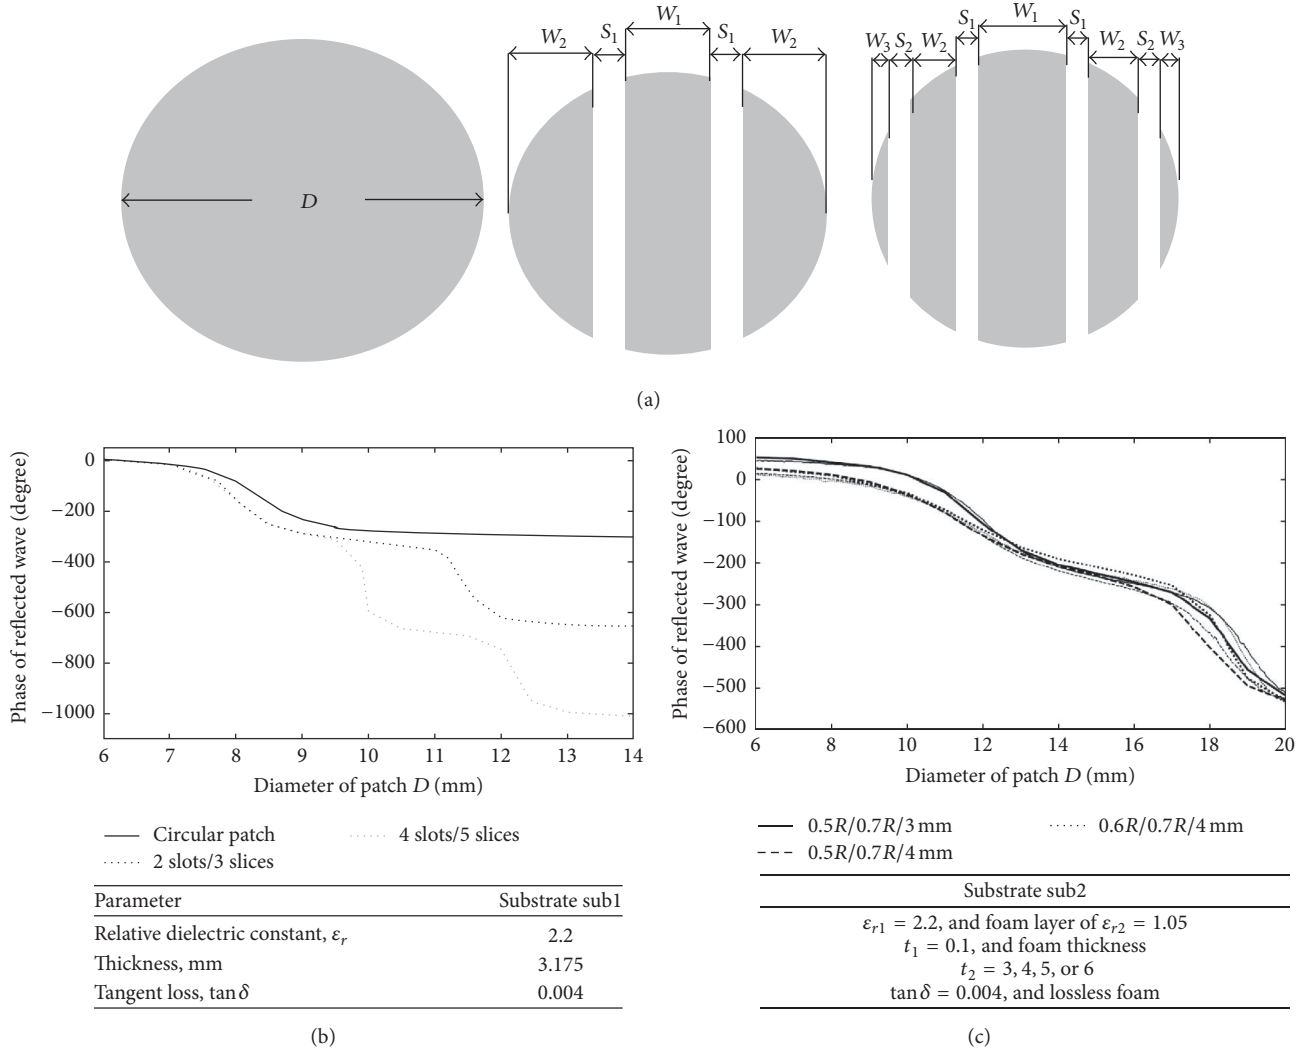 D
W₂ S₁ W₁ S₁ W₂
W₃ S₂ W₂ S₁ W₁ S₁ W₂ S₂ W₃
(a)
Phase of reflected wave (degree)
0
−200
−400
−600
−800
−1000
6 7 8 9 10 11 12 13 14
Diameter of patch D (mm)
Circular patch
2 slots/3 slices
4 slots/5 slices
Parameter Substrate sub1
Relative dielectric constant, εᵣ 2.2
Thickness, mm 3.175
Tangent loss, tan δ 0.004
(b)
Phase of reflected wave (degree)
100
0
−100
−200
−300
−400
−500
−600
6 8 10 12 14 16 18 20
Diameter of patch D (mm)
0.5R/0.7R/3 mm
0.5R/0.7R/4 mm
0.6R/0.7R/4 mm
Substrate sub2
εᵣ₁ = 2.2, and foam layer of εᵣ₂ = 1.05
t₁ = 0.1, and foam thickness
t₂ = 3, 4, 5, or 6
tan δ = 0.004, and lossless foam
(c)